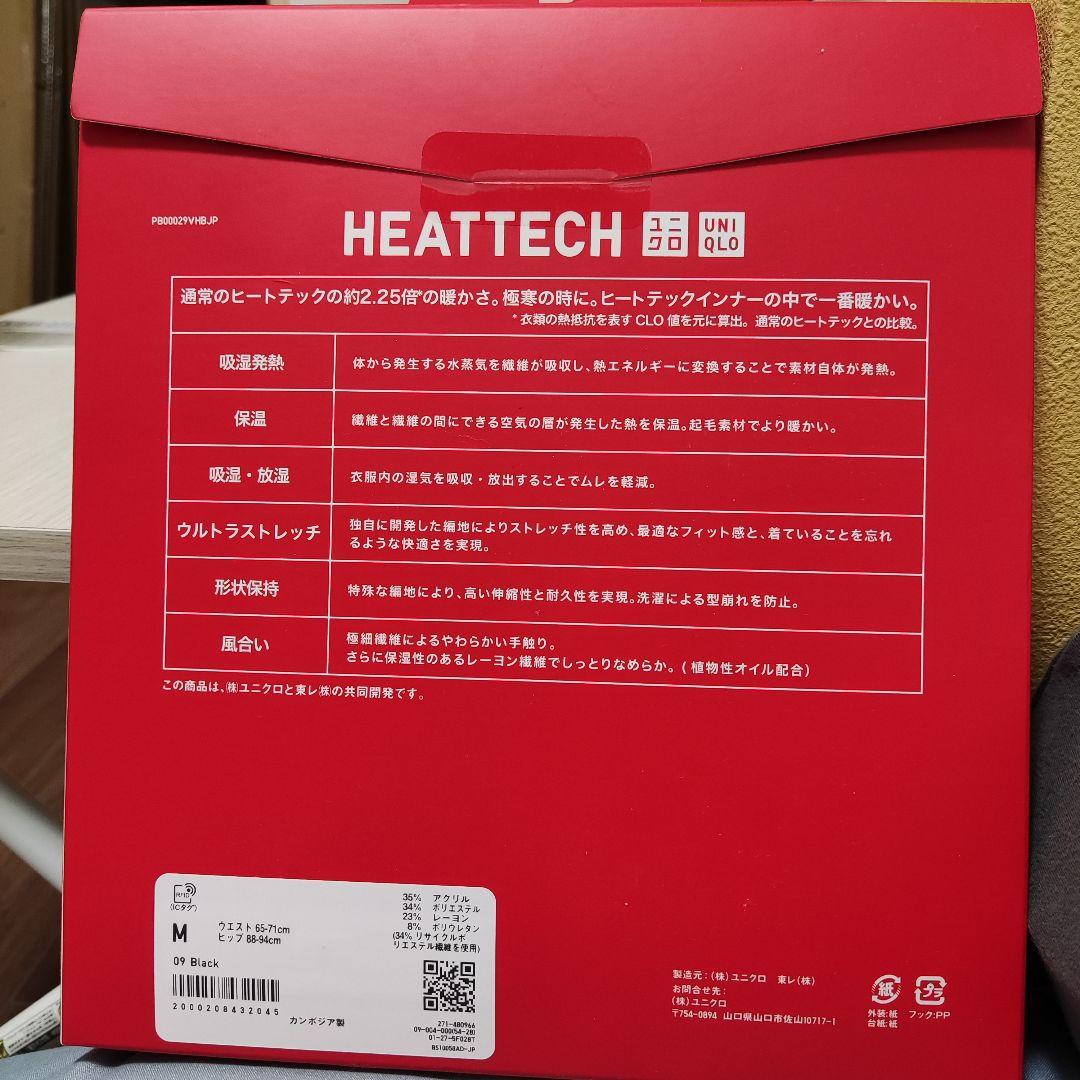 PB00029VHBJP
HEATTECH ユニクロ UNIQLO
通常のヒートテックの約2.25倍*の暖かさ。極寒の時に。ヒートテックインナーの中で一番暖かい。
*衣類の熱抵抗を表すCLO値を元に算出。通常のヒートテックとの比較。
吸湿発熱 体から発生する水蒸気を繊維が吸収し、熱エネルギーに変換することで素材自体が発熱。
保温 繊維と繊維の間にできる空気の層が発生した熱を保温。起毛素材でより暖かい。
吸湿・放湿 衣服内の湿気を吸収・放出することでムレを軽減。
ウルトラストレッチ 独自に開発した編地によりストレッチ性を高め、最適なフィット感と、着ていることを忘れ
るような快適さを実現。
形状保持 特殊な編地により、高い伸縮性と耐久性を実現。洗濯による型崩れを防止。
風合い 極細繊維によるやわらかい手触り。
さらに保湿性のあるレーヨン繊維でしっとりなめらか。(植物性オイル配合)
この商品は、㈱ユニクロと東レ㈱の共同開発です。
RFID
(ICタグ)
M
ウエスト 65-71cm
ヒップ 88-94cm
09 Black
2000208432045
カンボジア製
35% アクリル
34% ポリエステル
23% レーヨン
8% ポリウレタン
(34% リサイクルポ
リエステル繊維を使用)
271-480966
09-004-000(54-28)
01-27-5F028T
BS10058AD-JP
製造元:(株)ユニクロ 東レ(株)
お問合せ先:
(株)ユニクロ
〒754-0894 山口県山口市佐山10717-1
紙
外装:紙
台紙:紙
プラ
フック:PP